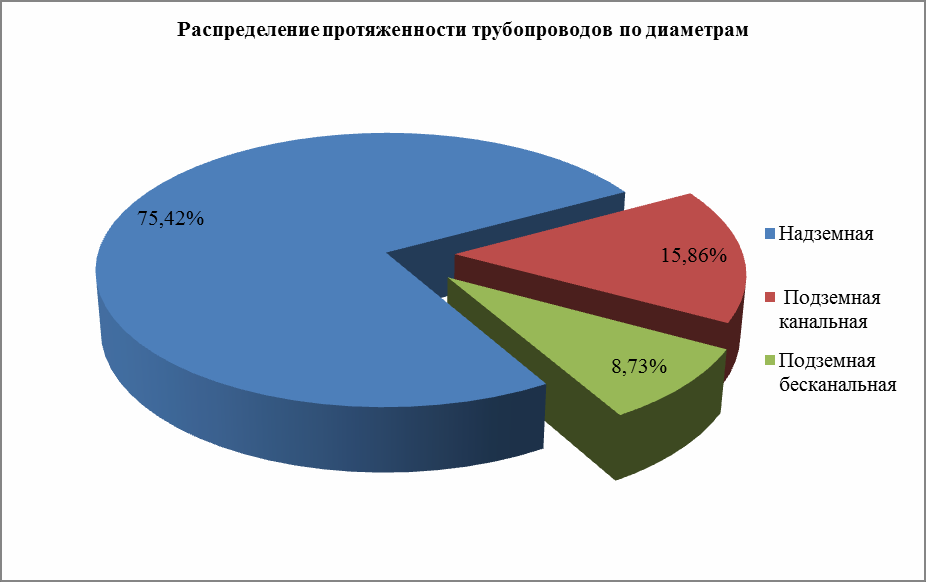 Распределение протяженности трубопроводов по диаметрам
75,42%
15,86%
8,73%
Надземная
Подземная
канальная
Подземная
бесканальная